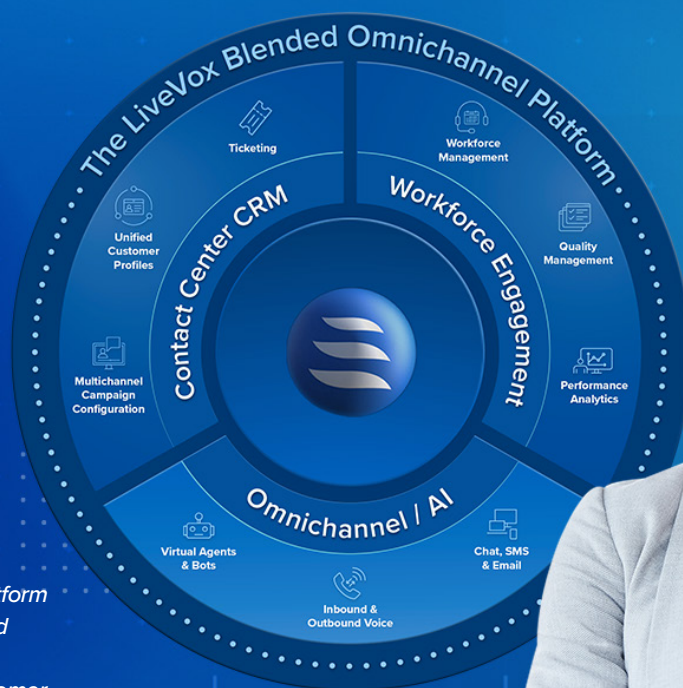 The LiveVox Blended Omnichannel Platform
Contact Center CRM
Ticketing
Unified
Customer
Profiles
Multichannel
Campaign
Configuration
Workforce Engagement
Workforce
Management
Quality
Management
Performance
Analytics
Omnichannel / AI
Virtual Agents
& Bots
Inbound &
Outbound Voice
Chat, SMS
& Email